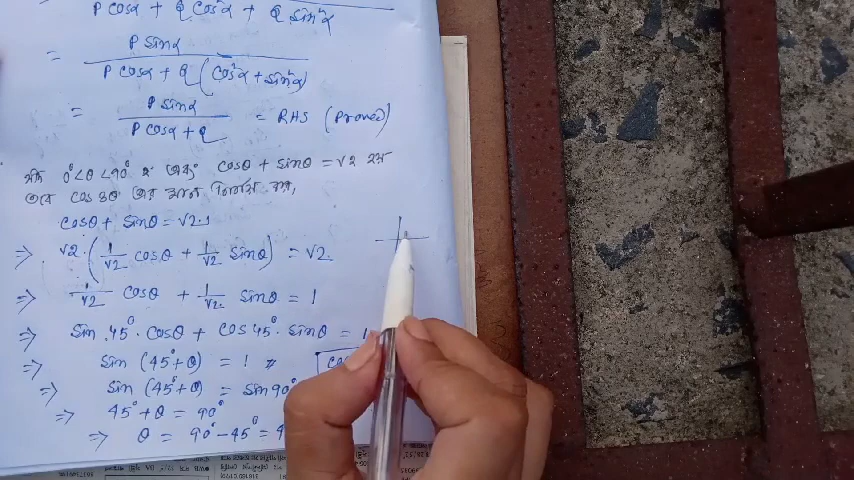 P cosα + Q cos²α + Q sin²α
= P sinα / P cosα + Q (cos²α + sin²α)
= P sinα / P cosα + Q = RHS (Proved)
যদি 0°<θ<90° ও এবং cosθ + sinθ = √2 হয়
তবে cos 8θ এর মান নির্ণয় কর,
cosθ + sinθ = √2.1
⇒ √2 . (1/√2 cosθ + 1/√2 sinθ) = √2.
⇒ 1/√2 cosθ + 1/√2 sinθ = 1
⇒ sin 45° . cosθ + cos 45° . sinθ = 1
⇒ sin (45° + θ) = 1
⇒ sin (45° + θ) = sin 90°
⇒ 45° + θ = 90°
⇒ θ = 90° - 45° = 4